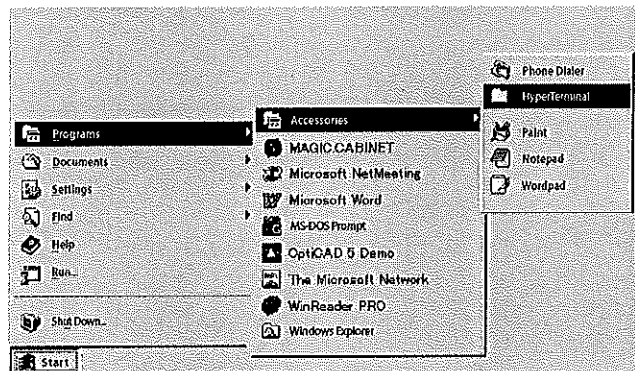 Programs
Documents
Settings
Find
Help
Run...
Shut Down...
Start
Accessories
MAGIC.CABINET
Microsoft NetMeeting
Microsoft Word
MS-DOS Prompt
OptiCAD 5 Demo
The Microsoft Network
WinReader PRO
Windows Explorer
Phone Dialer
HyperTerminal
Paint
Notepad
Wordpad